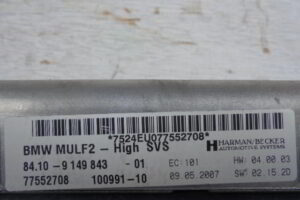 *7524EU077552708*
BMW MULF2 - High SVS
HARMAN/BECKER
AUTOMOTIVE SYSTEMS
84.10 - 9 149 843 - 01
EC: 101
HW: 04 00 03
77552708
100991-10
09.05.2007
SW: 02 15 20